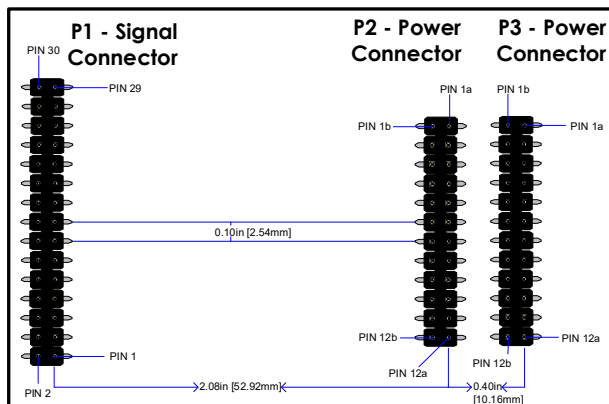 P1 - Signal
Connector
P2 - Power
Connector
P3 - Power
Connector
PIN 30
PIN 29
PIN 1a
PIN 1b
PIN 1b
PIN 1a
0.10in [2.54mm]
PIN 1
PIN 2
PIN 12b
PIN 12a
PIN 12b
PIN 12a
2.08in [52.92mm]
0.40in
[10.16mm]